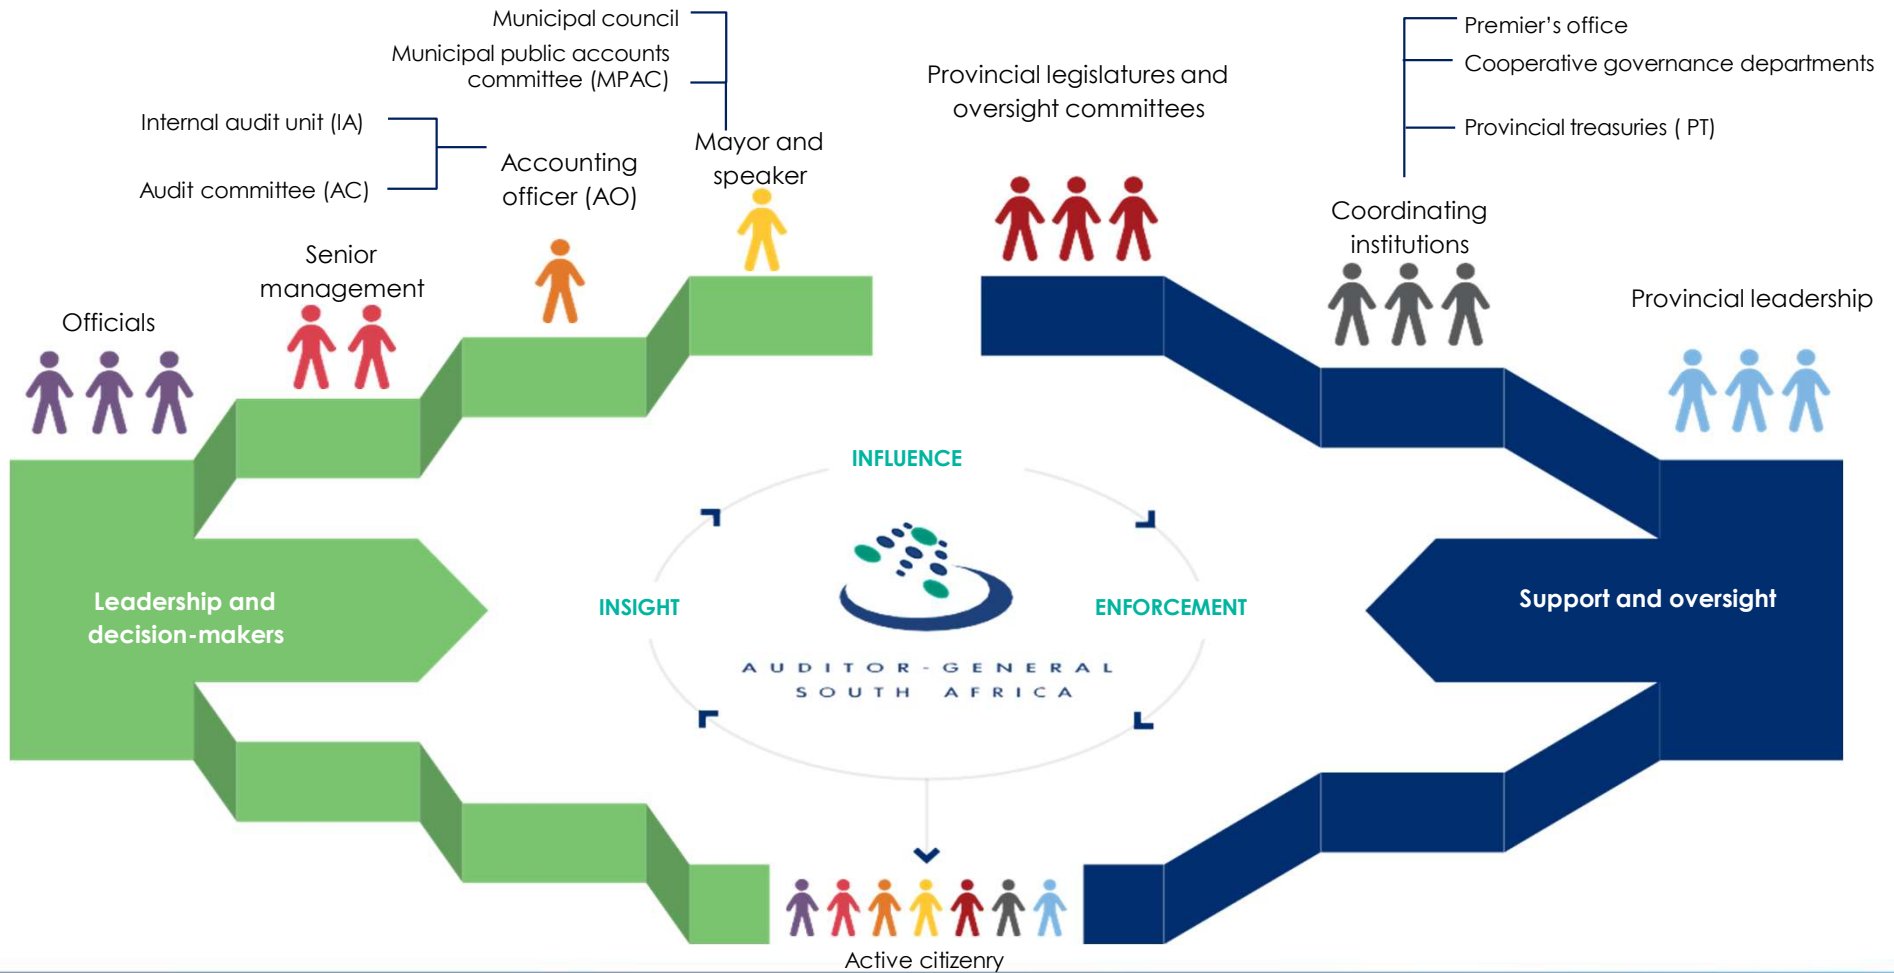 Municipal council
Municipal public accounts
committee (MPAC)
Internal audit unit (IA)
Audit committee (AC)
Accounting
officer (AO)
Mayor and
speaker
Senior
management
Officials
Provincial legislatures and
oversight committees
Premier’s office
Cooperative governance departments
Provincial treasuries ( PT)
Coordinating
institutions
Provincial leadership
INFLUENCE
INSIGHT
ENFORCEMENT
Leadership and
decision-makers
Support and oversight
AUDITOR-GENERAL
SOUTH AFRICA
Active citizenry